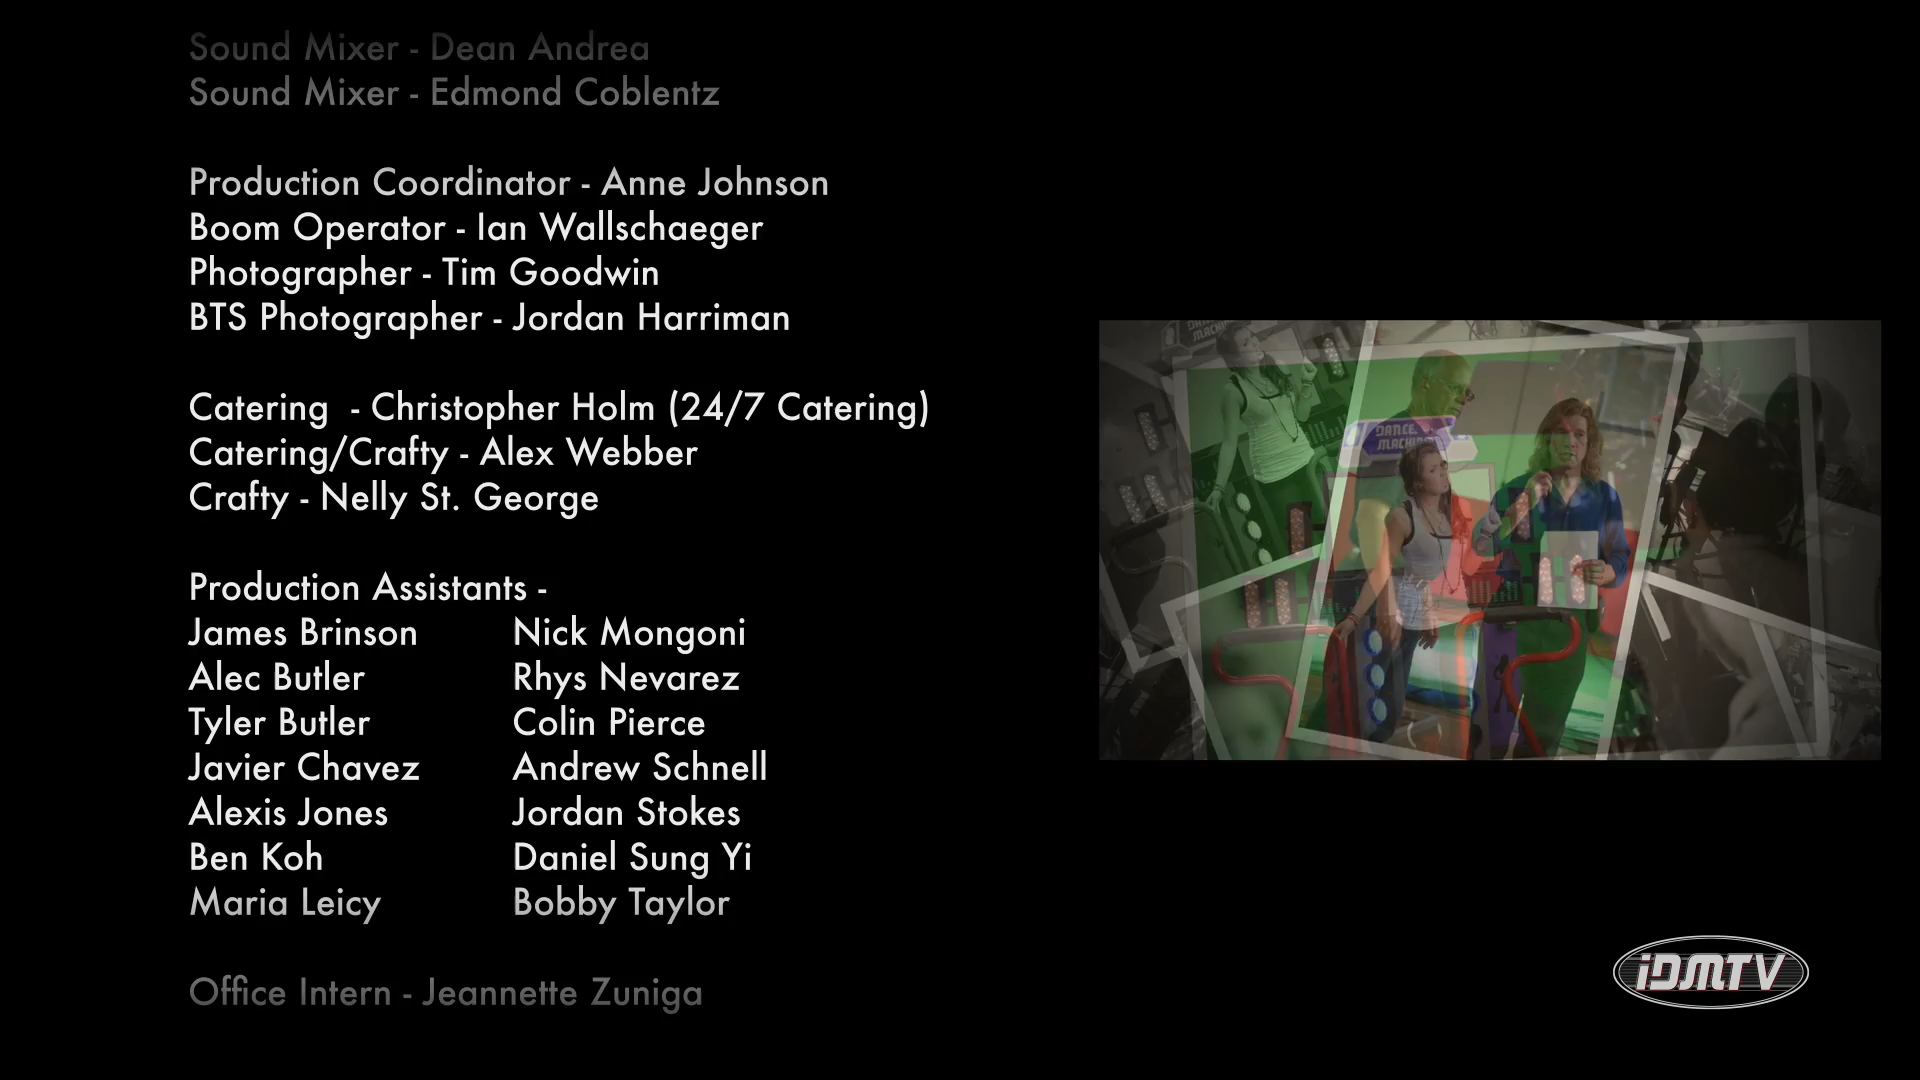 Sound Mixer - Dean Andrea
Sound Mixer - Edmond Coblentz
Production Coordinator - Anne Johnson
Boom Operator - Ian Wallschaeger
Photographer - Tim Goodwin
BTS Photographer - Jordan Harriman
Catering - Christopher Holm (24/7 Catering)
Catering/Crafty - Alex Webber
Crafty - Nelly St. George
Production Assistants -
James Brinson Nick Mongoni
Alec Butler Rhys Nevarez
Tyler Butler Colin Pierce
Javier Chavez Andrew Schnell
Alexis Jones Jordan Stokes
Ben Koh Daniel Sung Yi
Maria Leicy Bobby Taylor
Office Intern - Jeannette Zuniga
DANCE
MACHINE
iDMTV